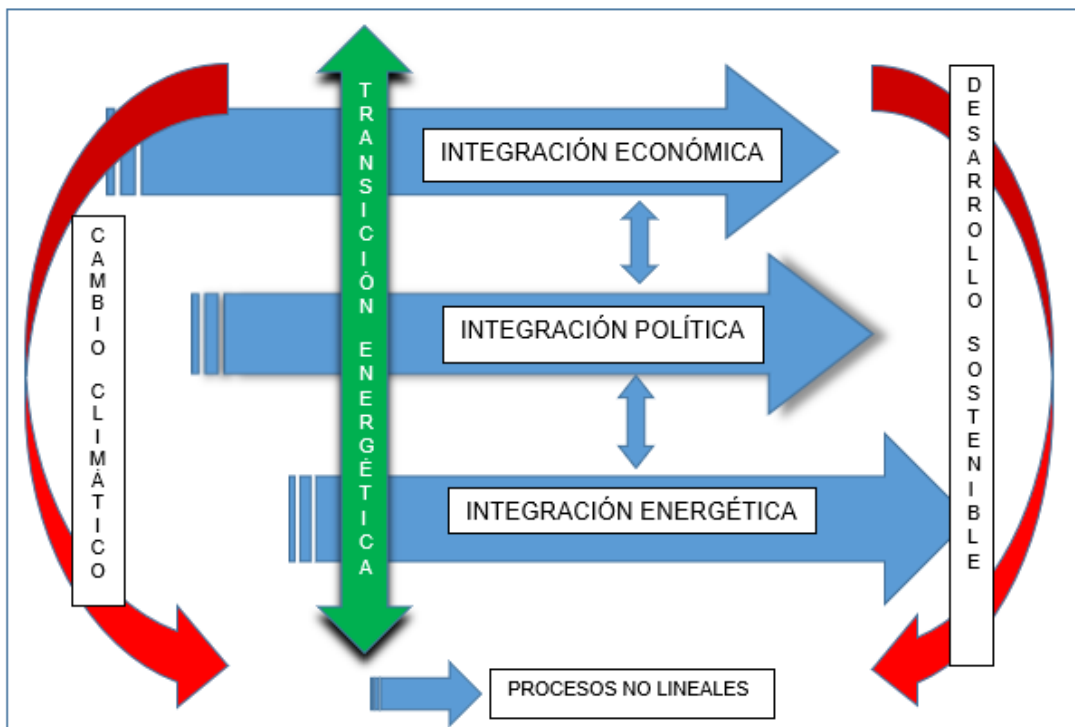 TRANSICIÓN ENERGÉTICA
INTEGRACIÓN ECONÓMICA
DESARROLLO SOSTENIBLE
CAMBIO CLIMÁTICO
INTEGRACIÓN POLÍTICA
INTEGRACIÓN ENERGÉTICA
PROCESOS NO LINEALES